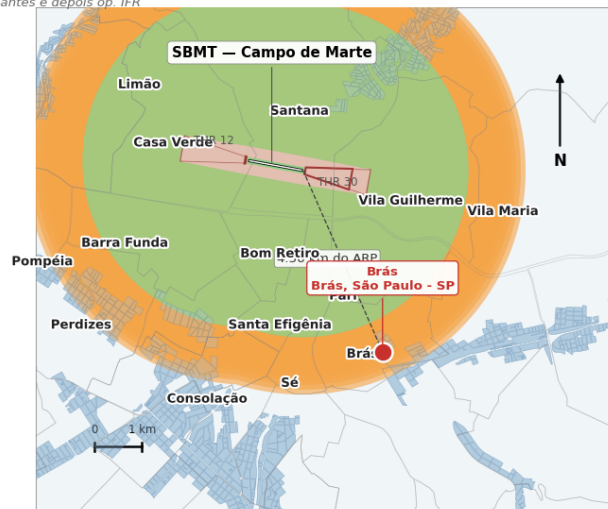 antes e depois op. IFR
SBMT — Campo de Marte
Limão
Santana
Casa Verde
THR 12
THR 30
Vila Guilherme
Vila Maria
Barra Funda
Bom Retiro
km do ARP
Pompéia
Brás
Brás, São Paulo - SP
Pari
Perdizes
Santa Efigênia
Brás
Sé
Consolação
0 1 km
N